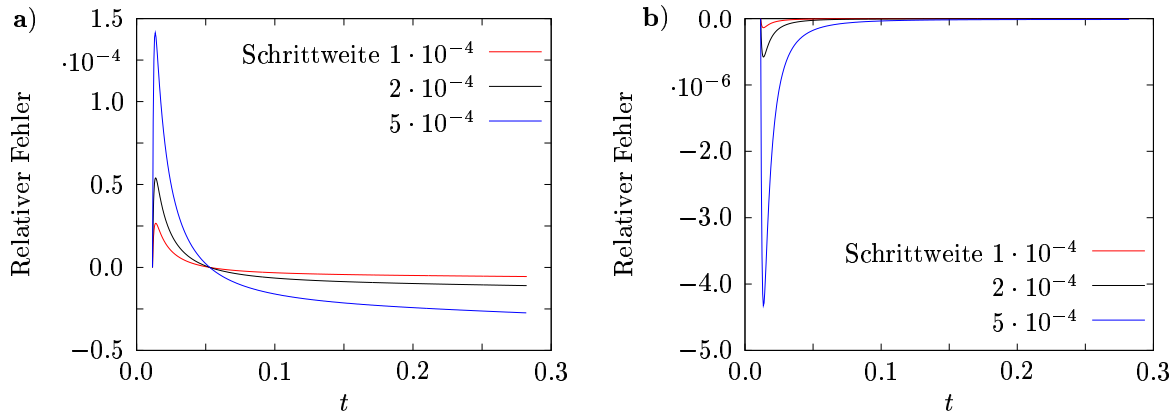 a)
1.5
·10⁻⁴
1.0
0.5
0.0
−0.5
Relativer Fehler
Schrittweite 1 · 10⁻⁴
2 · 10⁻⁴
5 · 10⁻⁴
0.0
0.1
0.2
0.3
t
b)
0.0
·10⁻⁶
−2.0
−3.0
−4.0
−5.0
Relativer Fehler
Schrittweite 1 · 10⁻⁴
2 · 10⁻⁴
5 · 10⁻⁴
0.0
0.1
0.2
0.3
t